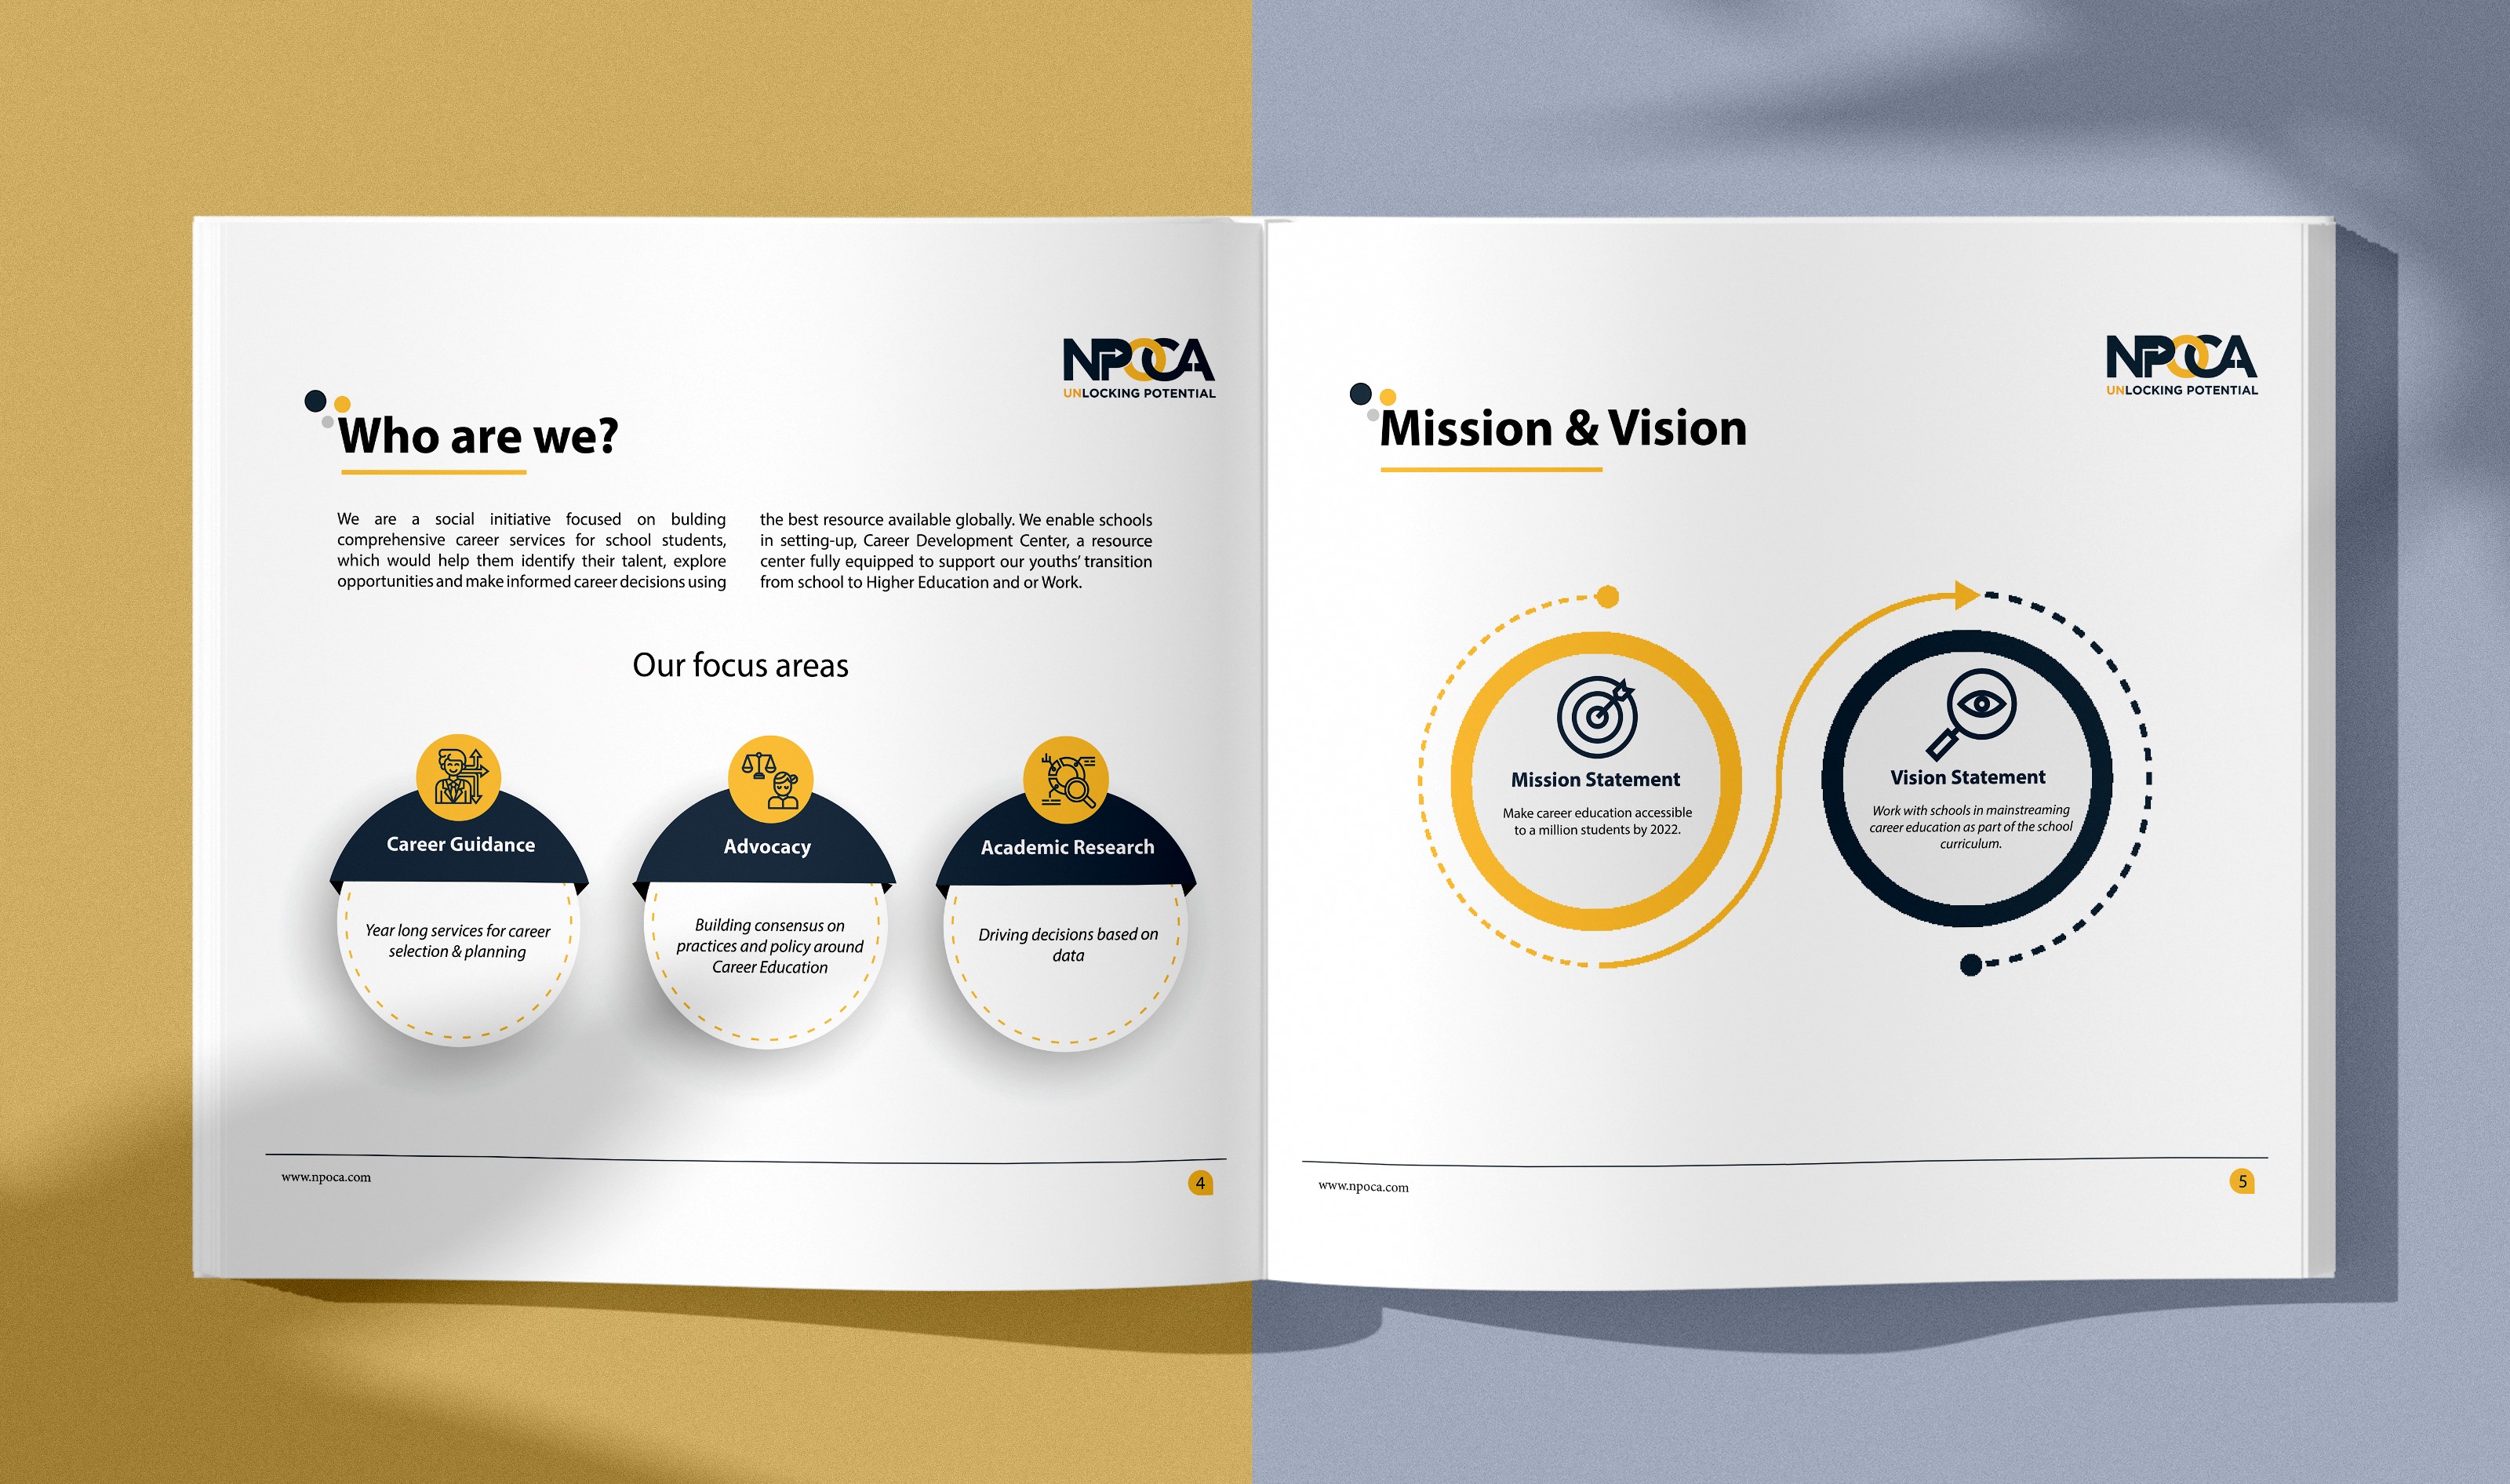 NPOCA
UNLOCKING POTENTIAL
Who are we?
We are a social initiative focused on bulding
comprehensive career services for school students,
which would help them identify their talent, explore
opportunities and make informed career decisions using
the best resource available globally. We enable schools
in setting-up, Career Development Center, a resource
center fully equipped to support our youths’ transition
from school to Higher Education and or Work.
Our focus areas
Career Guidance
Year long services for career
selection & planning
Advocacy
Building consensus on
practices and policy around
Career Education
Academic Research
Driving decisions based on
data
www.npoca.com
4
NPOCA
UNLOCKING POTENTIAL
Mission & Vision
Mission Statement
Make career education accessible
to a million students by 2022.
Vision Statement
Work with schools in mainstreaming
career education as part of the school
curriculum.
www.npoca.com
5